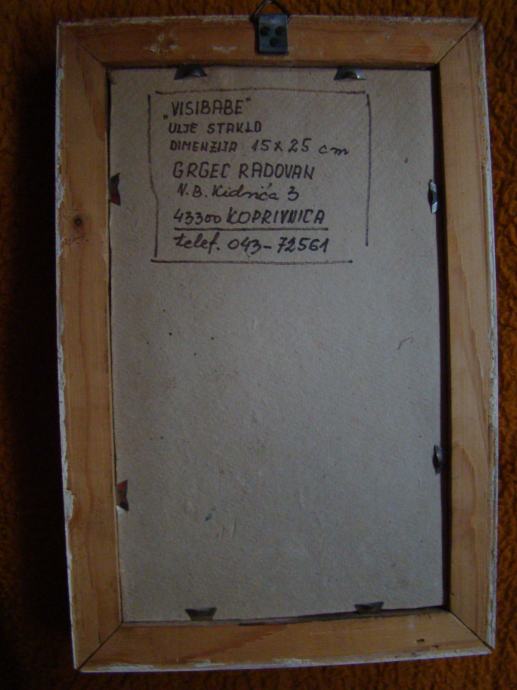 „VISIBABE"
ULJE STAKLO
DIMENZIJA 15 x 25 cm
GRGEC RADOVAN
N. B. Kidriča 3
43300 KOPRIVNICA
telef. 043-72561